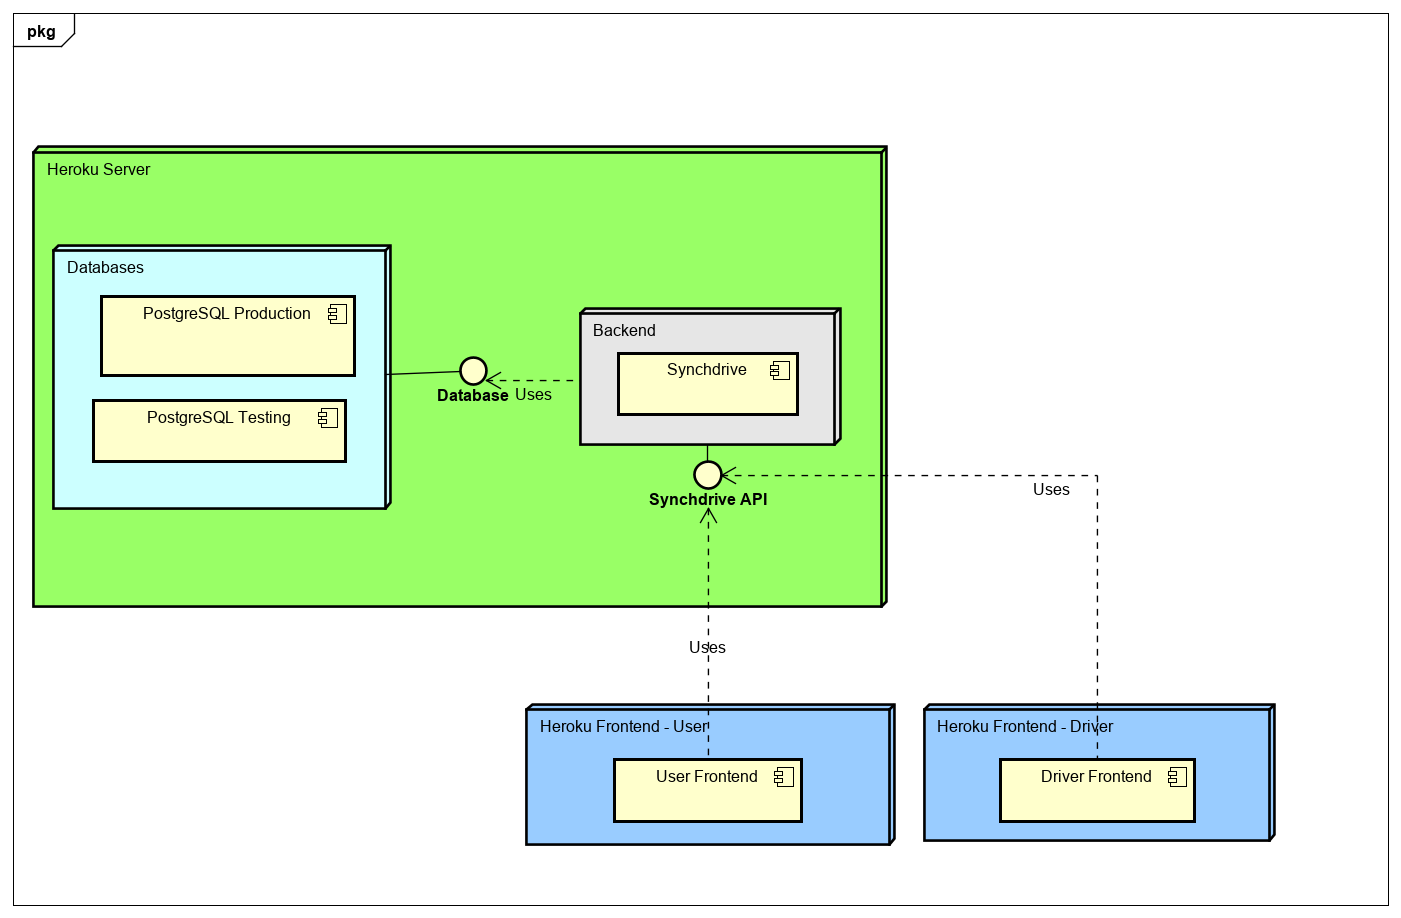 pkg
Heroku Server
Databases
PostgreSQL Production
PostgreSQL Testing
Database
Uses
Backend
Synchdrive
Synchdrive API
Uses
Uses
Heroku Frontend - User
User Frontend
Heroku Frontend - Driver
Driver Frontend